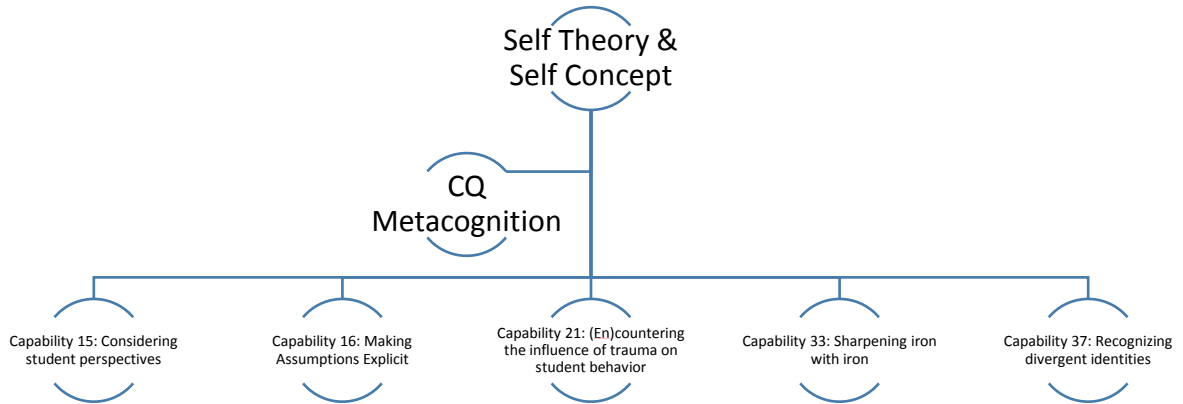 Self Theory &
Self Concept
CQ
Metacognition
Capability 15: Considering
student perspectives
Capability 16: Making
Assumptions Explicit
Capability 21: (En)countering
the influence of trauma on
student behavior
Capability 33: Sharpening iron
with iron
Capability 37: Recognizing
divergent identities